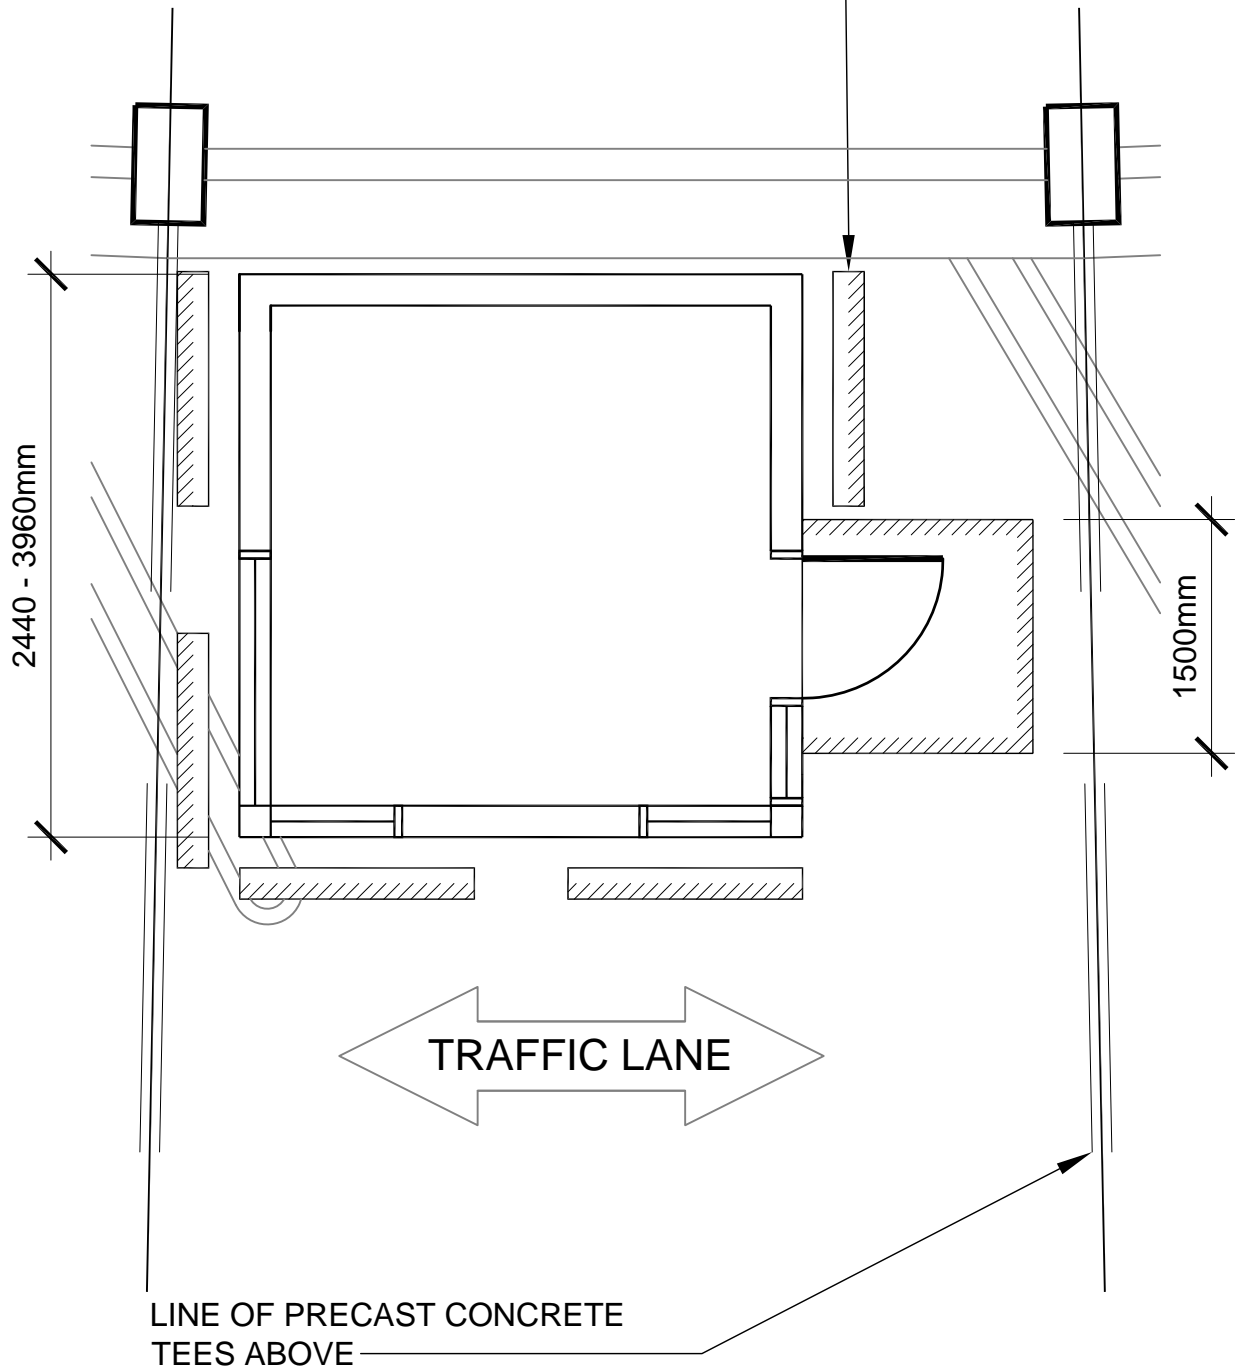 2440 - 3960mm
1500mm
TRAFFIC LANE
LINE OF PRECAST CONCRETE
TEES ABOVE